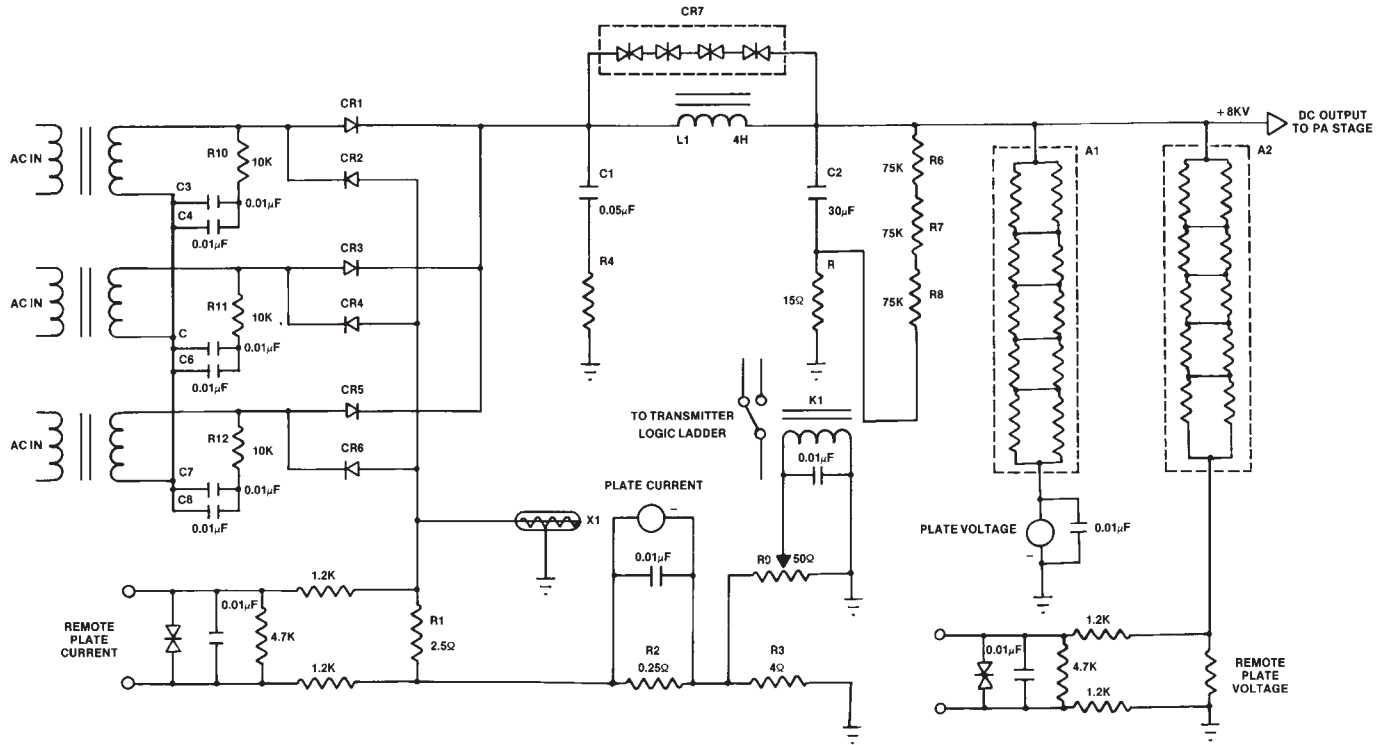 CR7
CR1
+8KV
DC OUTPUT
TO PA STAGE
AC IN
R10
10K
CR2
L1
4H
A1
A2
C3
0.01µF
C4
0.01µF
C1
0.05µF
C2
30µF
75K
R6
75K
R7
75K
R8
CR3
AC IN
R11
10K
CR4
R4
R
15Ω
C
0.01µF
C6
0.01µF
CR5
AC IN
R12
10K
CR6
TO TRANSMITTER
LOGIC LADDER
K1
0.01µF
C7
0.01µF
C8
0.01µF
X1
PLATE CURRENT
−
0.01µF
R9
50Ω
PLATE VOLTAGE
−
0.01µF
REMOTE
PLATE
CURRENT
0.01µF
4.7K
1.2K
1.2K
R1
2.5Ω
R2
0.25Ω
R3
4Ω
0.01µF
4.7K
1.2K
1.2K
REMOTE
PLATE
VOLTAGE